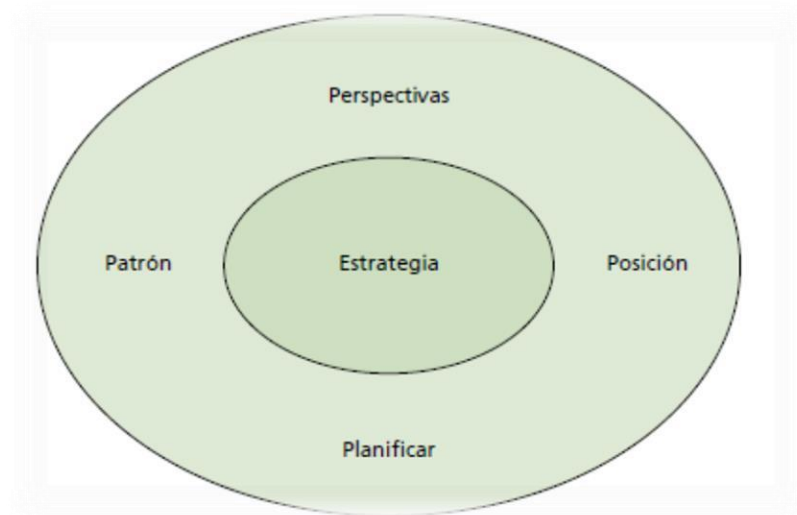 Perspectivas
Patrón
Estrategia
Posición
Planificar